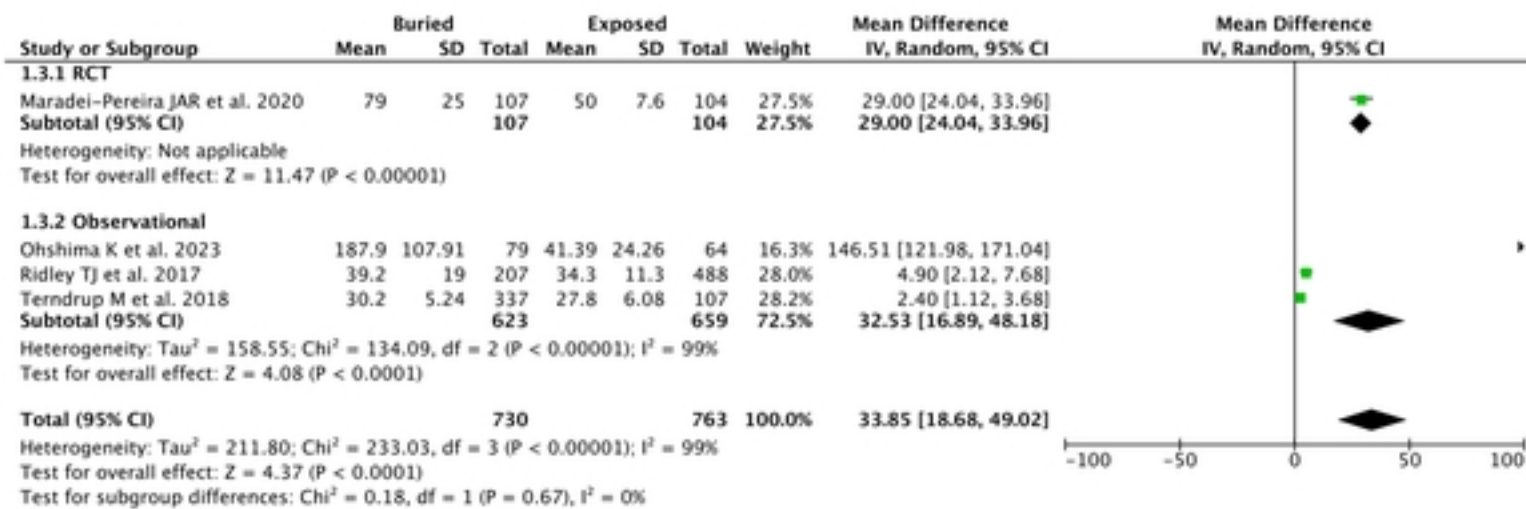 Buried Exposed Mean Difference Mean Difference
Study or Subgroup Mean SD Total Mean SD Total Weight IV, Random, 95% CI IV, Random, 95% CI
1.3.1 RCT
Maradei-Pereira JAR et al. 2020 79 25 107 50 7.6 104 27.5% 29.00 [24.04, 33.96]
Subtotal (95% CI) 107 104 27.5% 29.00 [24.04, 33.96]
Heterogeneity: Not applicable
Test for overall effect: Z = 11.47 (P < 0.00001)
1.3.2 Observational
Ohshima K et al. 2023 187.9 107.91 79 41.39 24.26 64 16.3% 146.51 [121.98, 171.04]
Ridley TJ et al. 2017 39.2 19 207 34.3 11.3 488 28.0% 4.90 [2.12, 7.68]
Terndrup M et al. 2018 30.2 5.24 337 27.8 6.08 107 28.2% 2.40 [1.12, 3.68]
Subtotal (95% CI) 623 659 72.5% 32.53 [16.89, 48.18]
Heterogeneity: Tau² = 158.55; Chi² = 134.09, df = 2 (P < 0.00001); I² = 99%
Test for overall effect: Z = 4.08 (P < 0.0001)
Total (95% CI) 730 763 100.0% 33.85 [18.68, 49.02]
Heterogeneity: Tau² = 211.80; Chi² = 233.03, df = 3 (P < 0.00001); I² = 99%
Test for overall effect: Z = 4.37 (P < 0.0001)
Test for subgroup differences: Chi² = 0.18, df = 1 (P = 0.67), I² = 0%
-100 -50 0 50 100